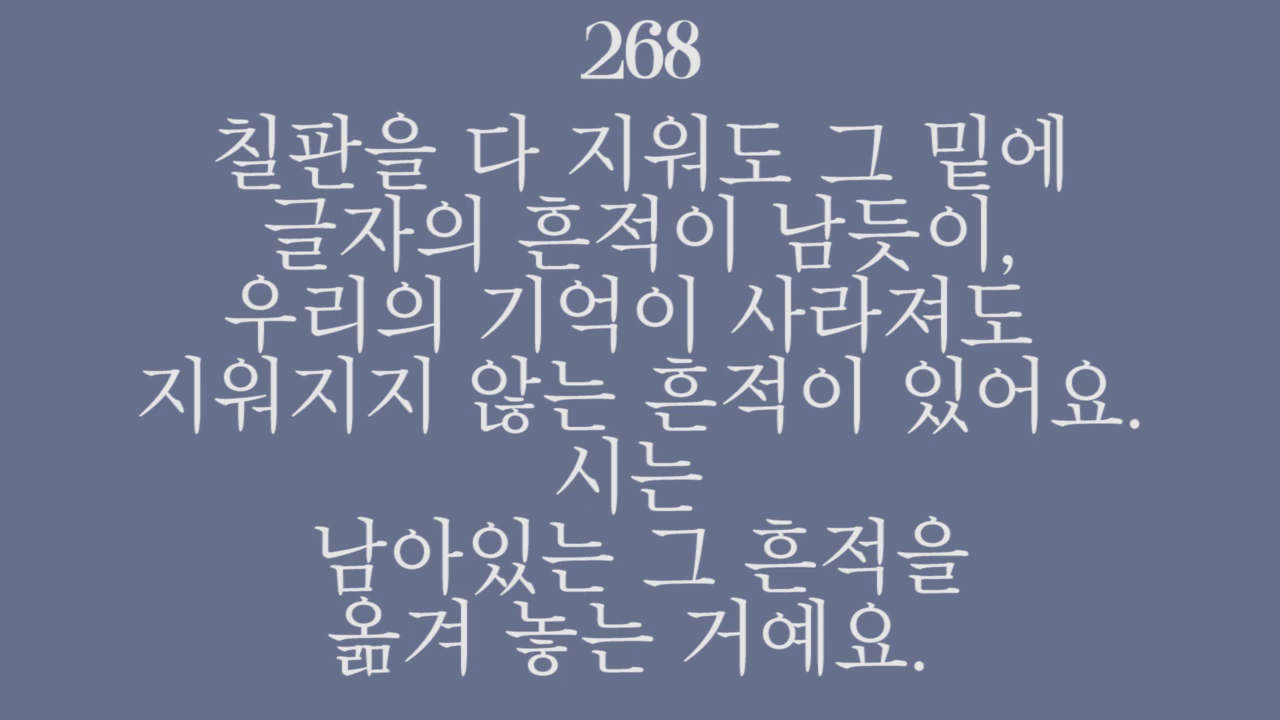 268
칠판을 다 지워도 그 밑에
글자의 흔적이 남듯이,
우리의 기억이 사라져도
지워지지 않는 흔적이 있어요.
시는
남아있는 그 흔적을
옮겨 놓는 거예요.